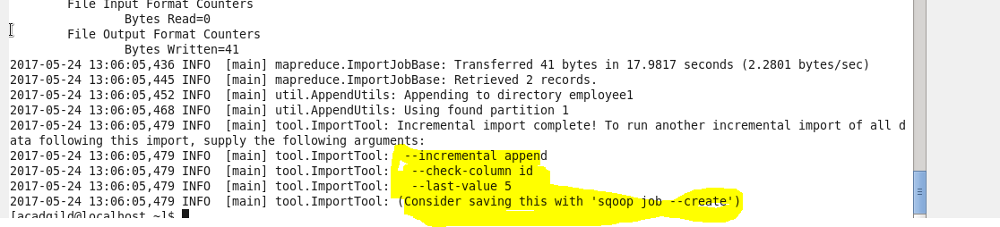 File Input Format Counters
Bytes Read=0
File Output Format Counters
Bytes Written=41
2017-05-24 13:06:05,436 INFO  [main] mapreduce.ImportJobBase: Transferred 41 bytes in 17.9817 seconds (2.2801 bytes/sec)
2017-05-24 13:06:05,445 INFO  [main] mapreduce.ImportJobBase: Retrieved 2 records.
2017-05-24 13:06:05,452 INFO  [main] util.AppendUtils: Appending to directory employee1
2017-05-24 13:06:05,468 INFO  [main] util.AppendUtils: Using found partition 1
2017-05-24 13:06:05,479 INFO  [main] tool.ImportTool: Incremental import complete! To run another incremental import of all d
ata following this import, supply the following arguments:
2017-05-24 13:06:05,479 INFO  [main] tool.ImportTool:  --incremental append
2017-05-24 13:06:05,479 INFO  [main] tool.ImportTool:   --check-column id
2017-05-24 13:06:05,479 INFO  [main] tool.ImportTool:   --last-value 5
2017-05-24 13:06:05,479 INFO  [main] tool.ImportTool: (Consider saving this with 'sqoop job --create')
[acadgild@localhost ~]$